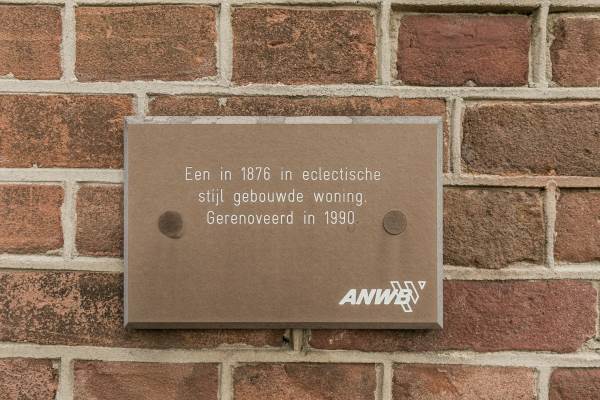 Een in 1876 in eclectische
stijl gebouwde woning.
Gerenoveerd in 1990.
ANWB